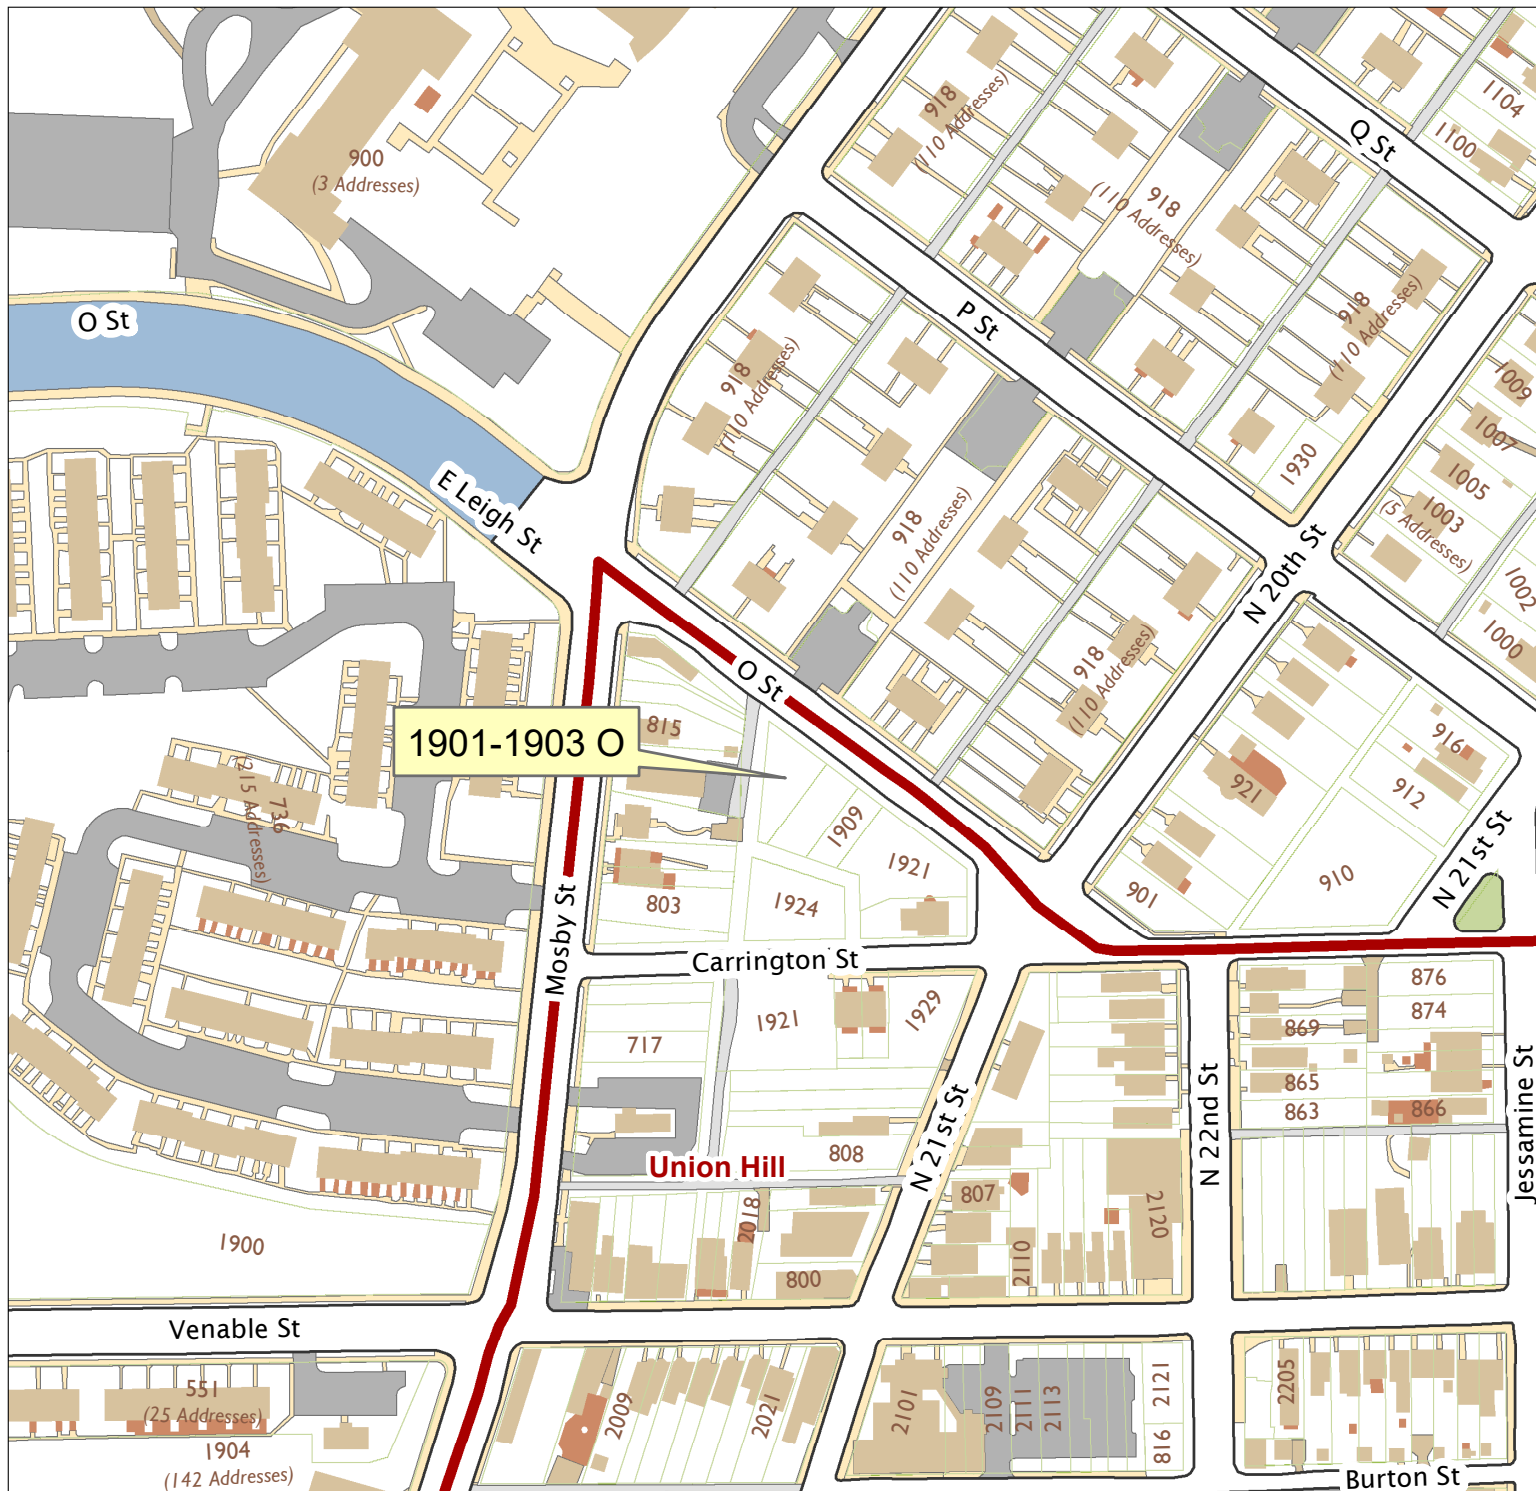 1104
918
(110 Addresses)
Q St
1100
900
(3 Addresses)
918
(110 Addresses)
O St
P St
918
(110 Addresses)
918
(110 Addresses)
1009
1007
1930
1005
1003
(5 Addresses)
E Leigh St
918
(110 Addresses)
N 20th St
1002
1000
918
(110 Addresses)
O St
815
1901-1903 O
916
921
912
736
(215 Addresses)
1909
1921
N 21st St
910
901
803
1924
Mosby St
Carrington St
876
874
869
1921
1929
717
865
863
866
Jessamine St
N 22nd St
N 21st St
808
Union Hill
807
2018
2120
2110
1900
800
Venable St
551
(25 Addresses)
1904
(142 Addresses)
2009
2021
2101
2109
2111
2113
2121
816
2205
Burton St